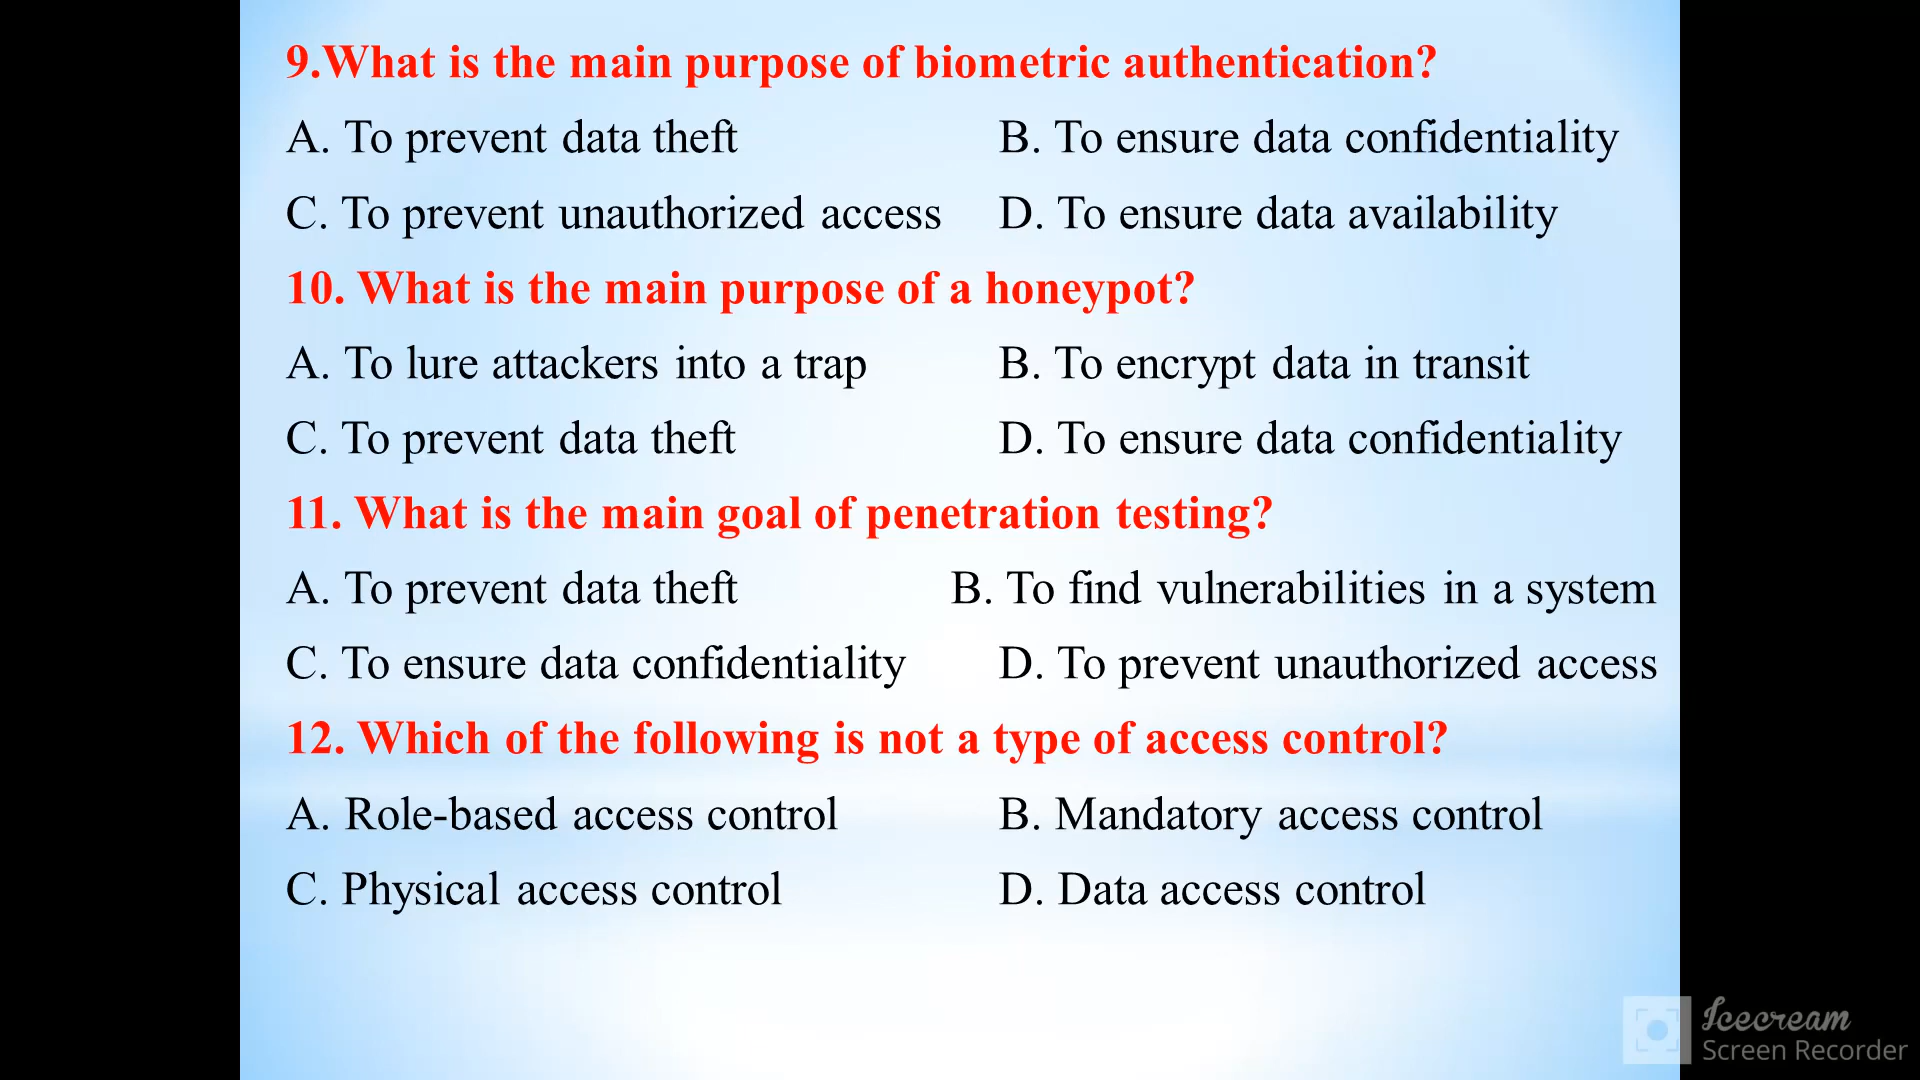 9.What is the main purpose of biometric authentication?
A. To prevent data theft B. To ensure data confidentiality
C. To prevent unauthorized access D. To ensure data availability
10. What is the main purpose of a honeypot?
A. To lure attackers into a trap B. To encrypt data in transit
C. To prevent data theft D. To ensure data confidentiality
11. What is the main goal of penetration testing?
A. To prevent data theft B. To find vulnerabilities in a system
C. To ensure data confidentiality D. To prevent unauthorized access
12. Which of the following is not a type of access control?
A. Role-based access control B. Mandatory access control
C. Physical access control D. Data access control
Icecream
Screen Recorder